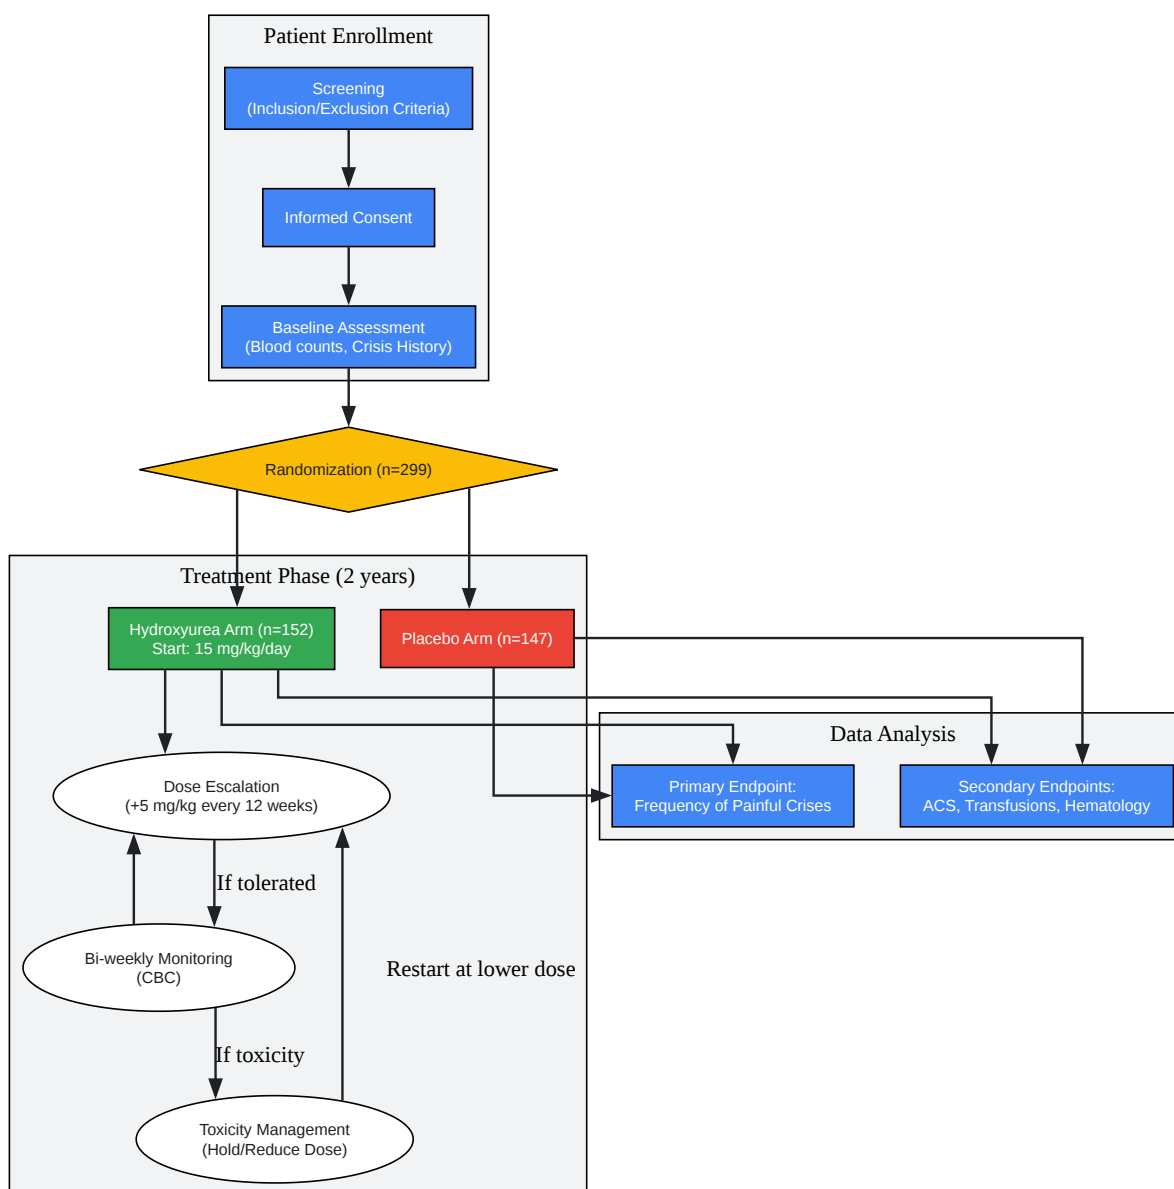 Patient Enrollment
Screening
(Inclusion/Exclusion Criteria)
Informed Consent
Baseline Assessment
(Blood counts, Crisis History)
Randomization (n=299)
Treatment Phase (2 years)
Hydroxyurea Arm (n=152)
Start: 15 mg/kg/day
Placebo Arm (n=147)
Data Analysis
Primary Endpoint:
Frequency of Painful Crises
Secondary Endpoints:
ACS, Transfusions, Hematology
Dose Escalation
(+5 mg/kg every 12 weeks)
If tolerated
Bi-weekly Monitoring
(CBC)
Restart at lower dose
If toxicity
Toxicity Management
(Hold/Reduce Dose)